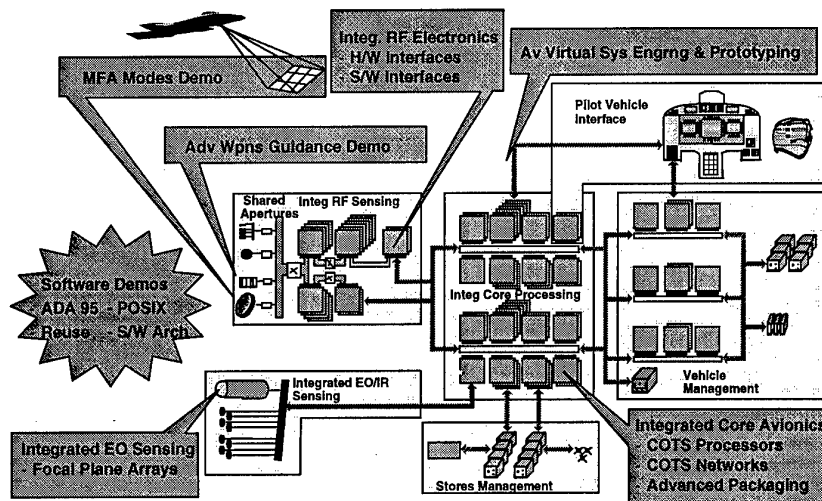 Integ. RF Electronics
- H/W Interfaces
- S/W Interfaces
Av Virtual Sys Engrng & Prototyping
MFA Modes Demo
Pilot Vehicle
Interface
Adv Wpns Guidance Demo
Shared
Apertures
Integ RF Sensing
Software Demos
ADA 95 - POSIX
Reuse - S/W Arch
Integ Core Processing
Integrated EO/IR
Sensing
Vehicle
Management
Integrated EO Sensing
- Focal Plane Arrays
Stores Management
Integrated Core Avionics
- COTS Processors
- COTS Networks
- Advanced Packaging